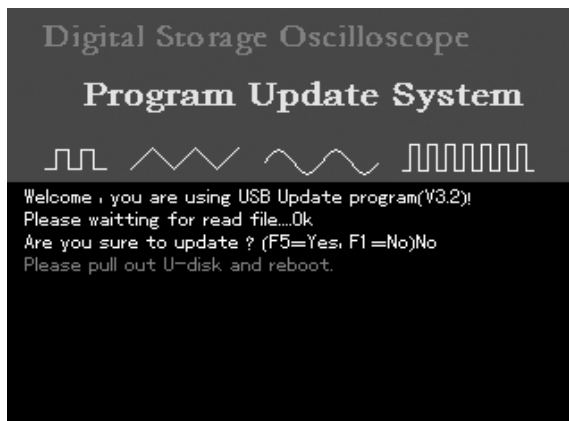 Digital Storage Oscilloscope
Program Update System
Welcome , you are using USB Update program(V3.2)!
Please waitting for read file....Ok
Are you sure to update ? (F5=Yes, F1=No)No
Please pull out U-disk and reboot.